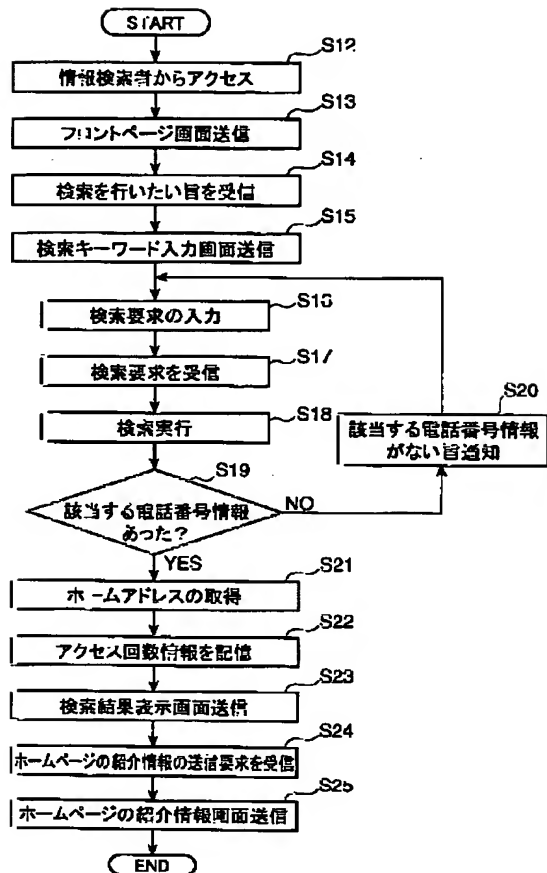 START
S12
情報検索者からアクセス
S13
フロントページ画面送信
S14
検索を行いたい旨を受信
S15
検索キーワード入力画面送信
S16
検索要求の入力
S17
検索要求を受信
S18
検索実行
S19
該当する電話番号情報
あった?
NO
S20
該当する電話番号情報
がない旨通知
YES
S21
ホームアドレスの取得
S22
アクセス回数情報を記憶
S23
検索結果表示画面送信
S24
ホームページの紹介情報の送信要求を受信
S25
ホームページの紹介情報画面送信
END